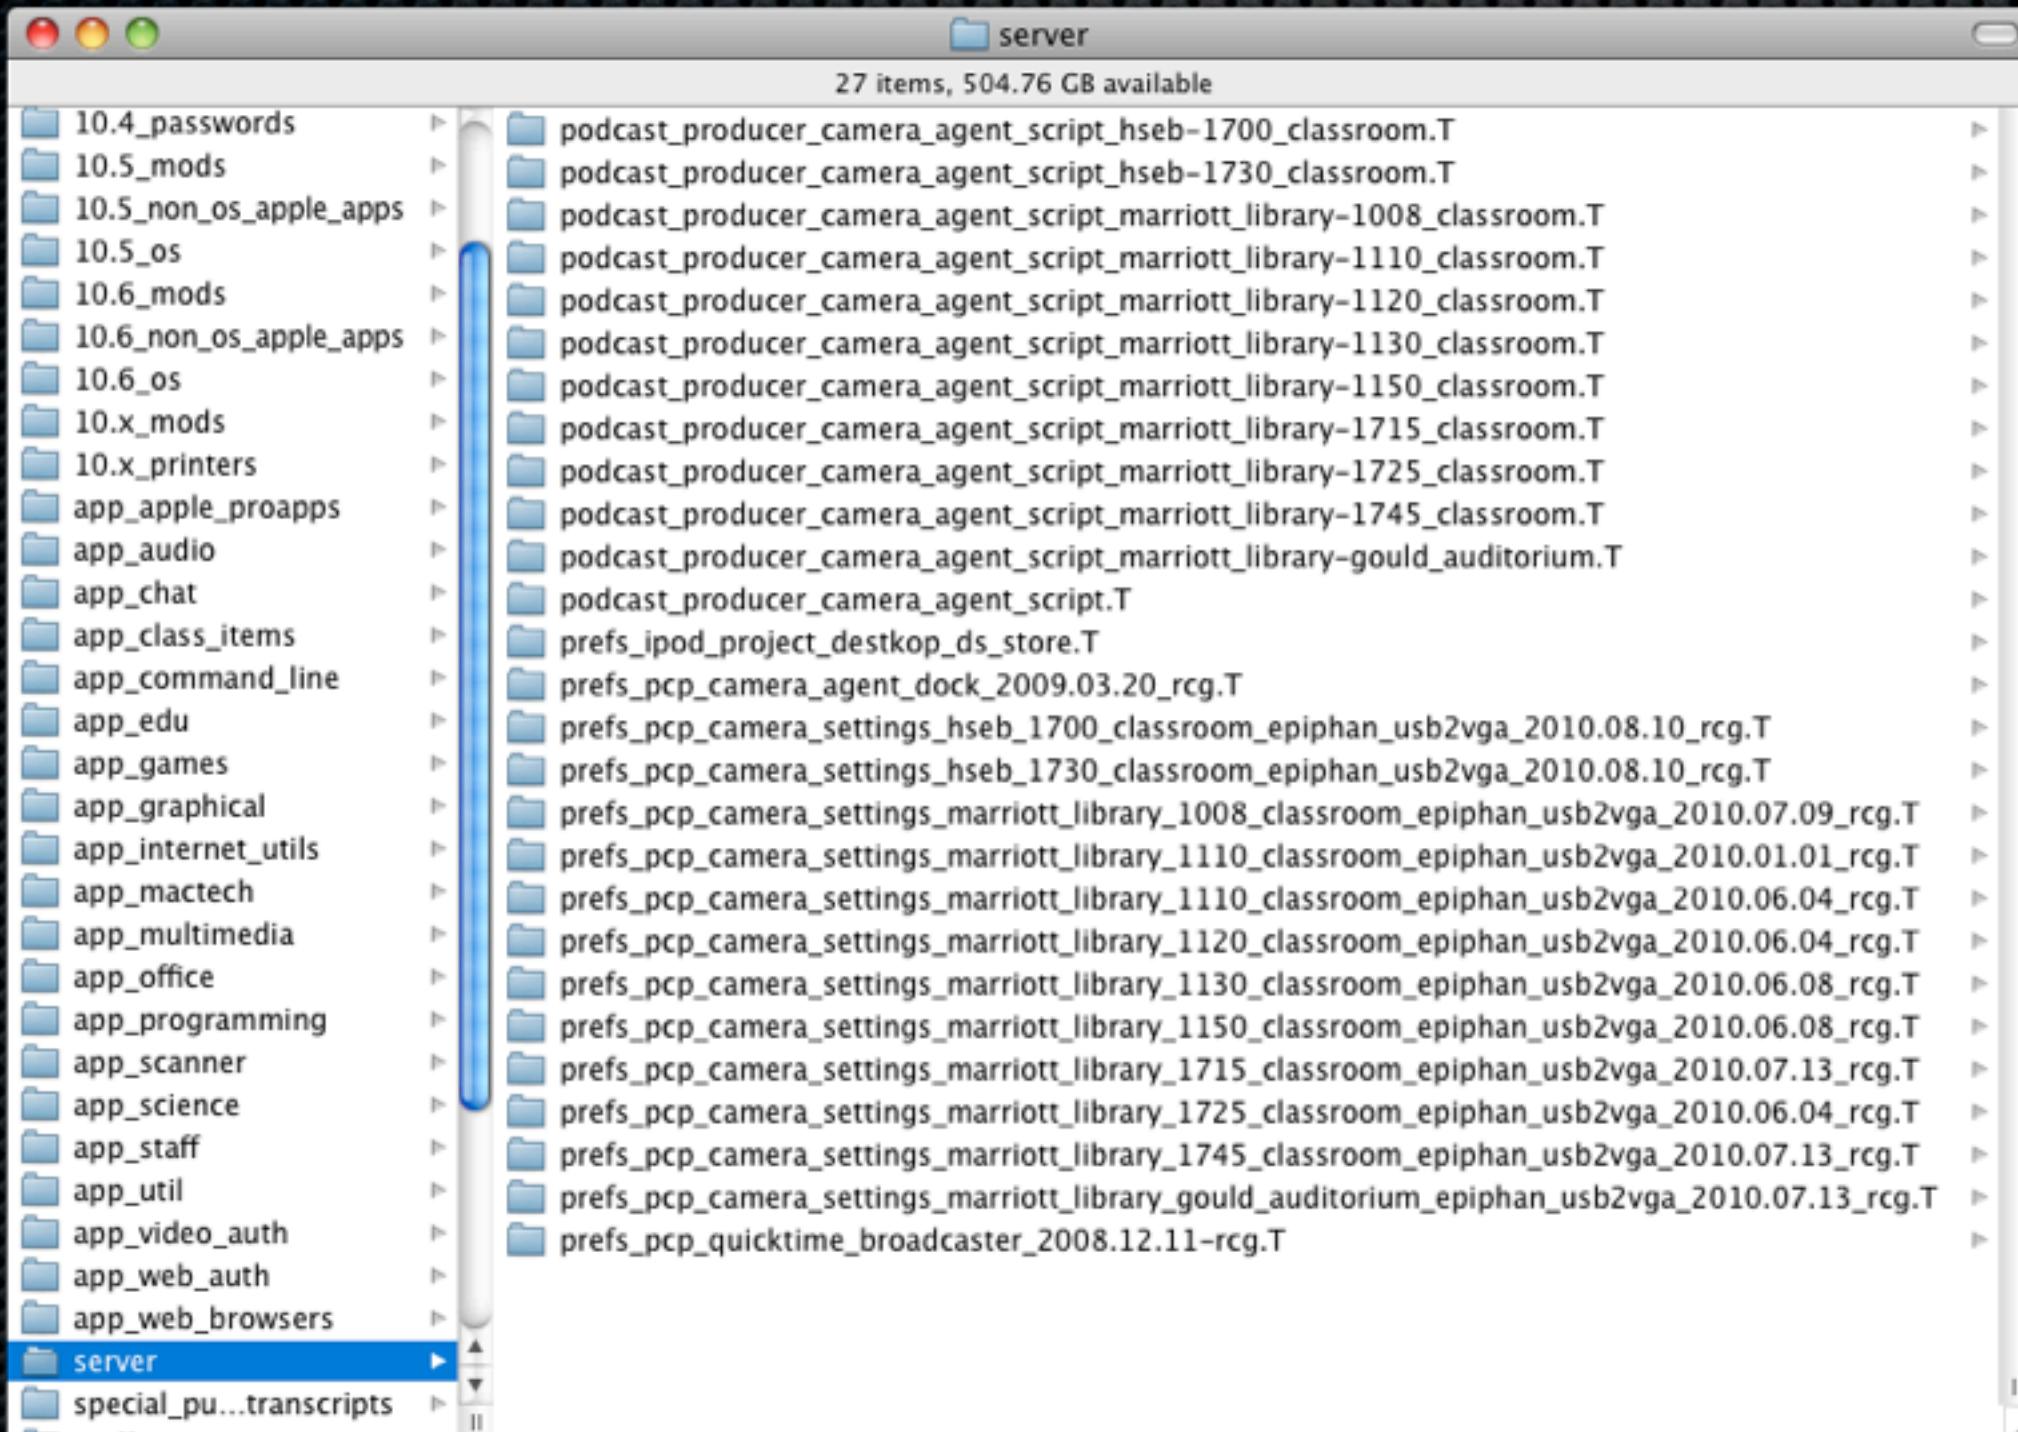 server
27 items, 504.76 GB available
10.4_passwords
10.5_mods
10.5_non_os_apple_apps
10.5_os
10.6_mods
10.6_non_os_apple_apps
10.6_os
10.x_mods
10.x_printers
app_apple_proapps
app_audio
app_chat
app_class_items
app_command_line
app_edu
app_games
app_graphical
app_internet_utils
app_mactech
app_multimedia
app_office
app_programming
app_scanner
app_science
app_staff
app_util
app_video_auth
app_web_auth
app_web_browsers
server
special_pu...transcripts
podcast_producer_camera_agent_script_hseb-1700_classroom.T
podcast_producer_camera_agent_script_hseb-1730_classroom.T
podcast_producer_camera_agent_script_marriott_library-1008_classroom.T
podcast_producer_camera_agent_script_marriott_library-1110_classroom.T
podcast_producer_camera_agent_script_marriott_library-1120_classroom.T
podcast_producer_camera_agent_script_marriott_library-1130_classroom.T
podcast_producer_camera_agent_script_marriott_library-1150_classroom.T
podcast_producer_camera_agent_script_marriott_library-1715_classroom.T
podcast_producer_camera_agent_script_marriott_library-1725_classroom.T
podcast_producer_camera_agent_script_marriott_library-1745_classroom.T
podcast_producer_camera_agent_script_marriott_library-gould_auditorium.T
podcast_producer_camera_agent_script.T
prefs_ipod_project_destkop_ds_store.T
prefs_pcp_camera_agent_dock_2009.03.20_rcg.T
prefs_pcp_camera_settings_hseb_1700_classroom_epiphan_usb2vga_2010.08.10_rcg.T
prefs_pcp_camera_settings_hseb_1730_classroom_epiphan_usb2vga_2010.08.10_rcg.T
prefs_pcp_camera_settings_marriott_library_1008_classroom_epiphan_usb2vga_2010.07.09_rcg.T
prefs_pcp_camera_settings_marriott_library_1110_classroom_epiphan_usb2vga_2010.01.01_rcg.T
prefs_pcp_camera_settings_marriott_library_1110_classroom_epiphan_usb2vga_2010.06.04_rcg.T
prefs_pcp_camera_settings_marriott_library_1120_classroom_epiphan_usb2vga_2010.06.04_rcg.T
prefs_pcp_camera_settings_marriott_library_1130_classroom_epiphan_usb2vga_2010.06.08_rcg.T
prefs_pcp_camera_settings_marriott_library_1150_classroom_epiphan_usb2vga_2010.06.08_rcg.T
prefs_pcp_camera_settings_marriott_library_1715_classroom_epiphan_usb2vga_2010.07.13_rcg.T
prefs_pcp_camera_settings_marriott_library_1725_classroom_epiphan_usb2vga_2010.06.04_rcg.T
prefs_pcp_camera_settings_marriott_library_1745_classroom_epiphan_usb2vga_2010.07.13_rcg.T
prefs_pcp_camera_settings_marriott_library_gould_auditorium_epiphan_usb2vga_2010.07.13_rcg.T
prefs_pcp_quicktime_broadcaster_2008.12.11-rcg.T